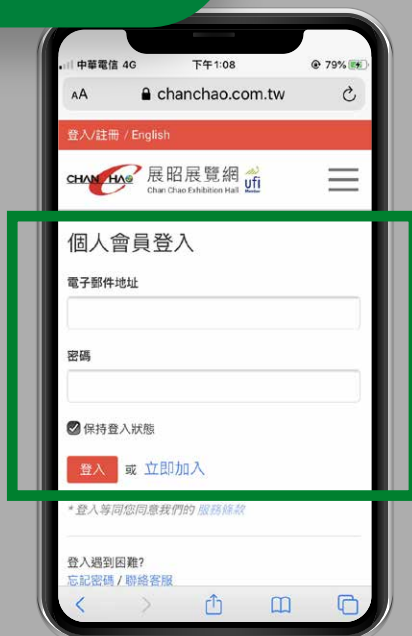 中華電信 4G 下午1:08 79%
AA chanchao.com.tw
登入/註冊 / English
CHAN CHAO 展昭展覽網 ufi
Chan Chao Exhibition Hall
個人會員登入
電子郵件地址
密碼
保持登入狀態
登入 或 立即加入
* 登入等同您同意我們的 服務條款
登入遇到困難?
忘記密碼 / 聯絡客服